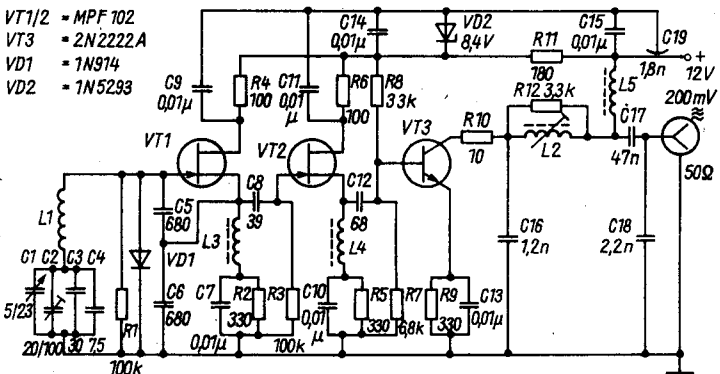 VT1/2 = MPF 102
VT3 = 2N2222A
VD1 = 1N914
VD2 = 1N5293
C9
0,01µ
R4
100
C11
0,01
µ
R6
100
C14
0,01µ
R8
3,3k
VD2
8,4V
R11
180
C15
0,01µ
C19
1,8n
+
12V
L5
R12 3,3k
200mV
≈
VT1
VT2
VT3
R10
10
L2
C17
47n
50Ω
L1
C5
680
C8
39
C12
68
L3
L4
VD1
C1 C2 C3 C4
5/23
20/100 30 7,5
R1
100k
C6
680
C7
0,01µ
R2
330
R3
100k
C10
0,01
µ
R5
330
R7
6,8k
R9
330
C13
0,01µ
C16
1,2n
C18
2,2n